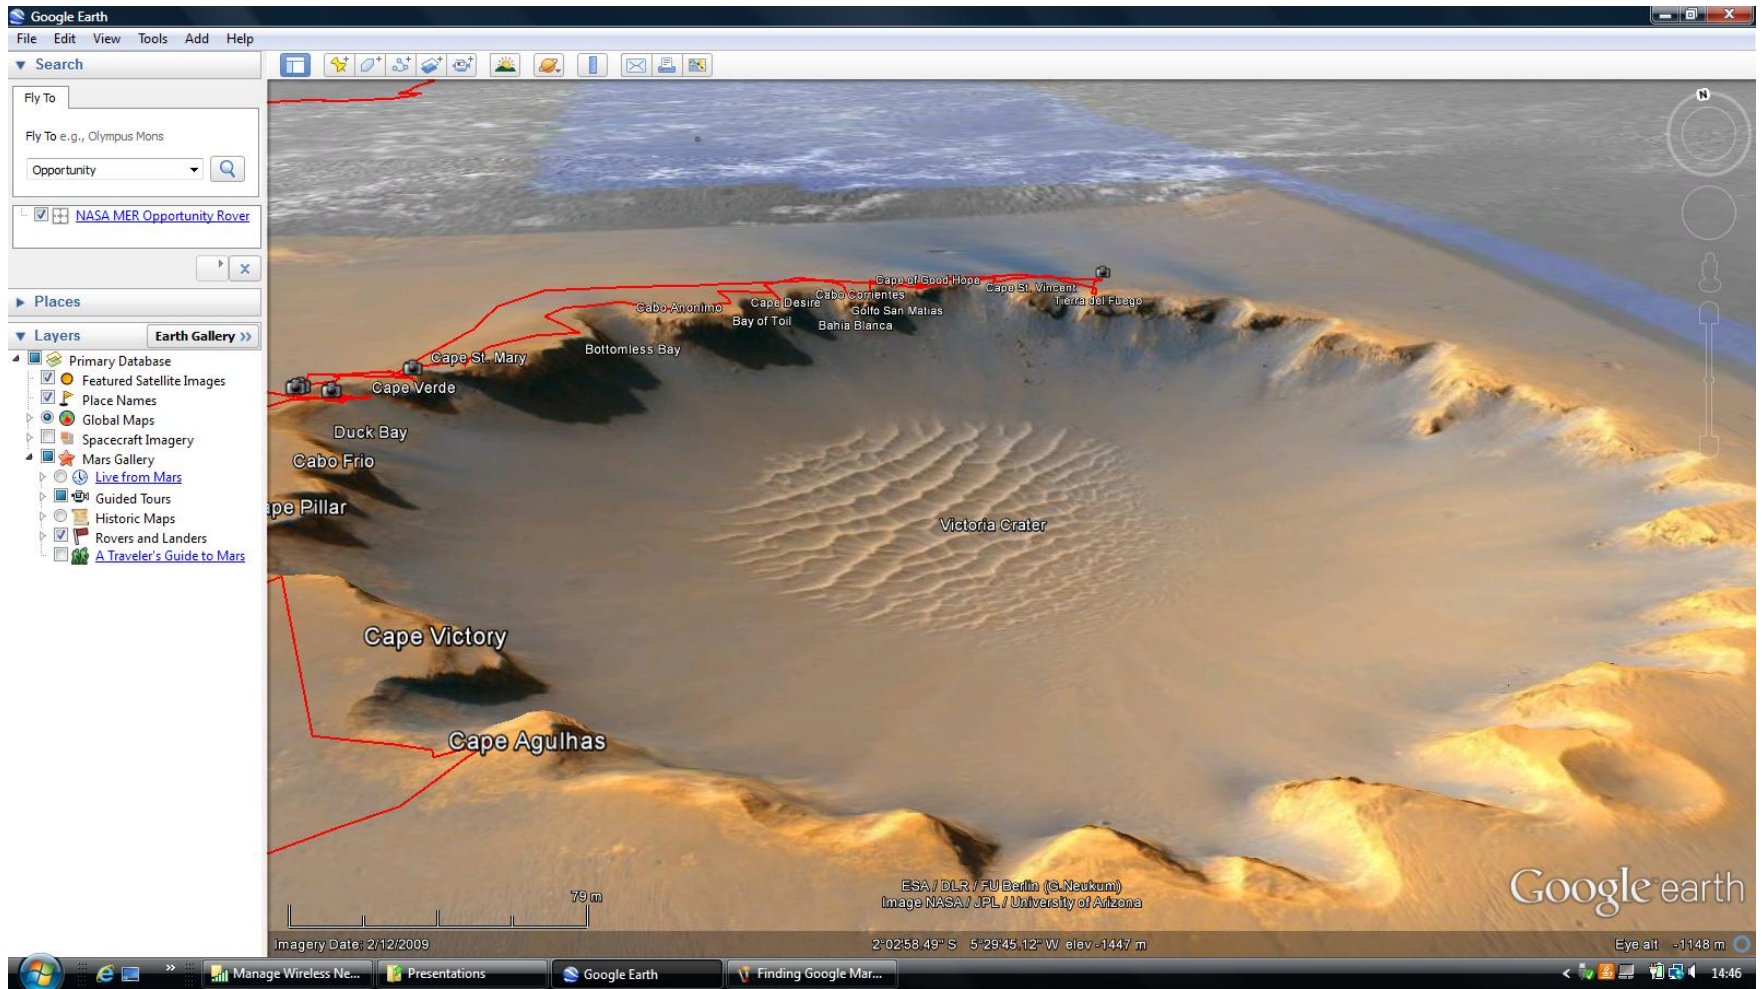 Google Earth
File Edit View Tools Add Help
Search
Fly To
Fly To e.g., Olympus Mons
Opportunity
NASA MER Opportunity Rover
Places
Layers
Earth Gallery >>
Primary Database
Featured Satellite Images
Place Names
Global Maps
Spacecraft Imagery
Mars Gallery
Live from Mars
Guided Tours
Historic Maps
Rovers and Landers
A Traveler's Guide to Mars
N
Cape of Good Hope
Cape St. Vincent
Tierra del Fuego
Cabo Corrientes
Cape Desire
Cabo Anonimo
Golfo San Matias
Bay of Toil
Bahia Blanca
Bottomless Bay
Cape St. Mary
Cape Verde
Duck Bay
Cabo Frio
pe Pillar
Victoria Crater
Cape Victory
Cape Agulhas
79 m
ESA / DLR / FU Berlin (G.Neukum)
Image NASA / JPL / University of Arizona
Google earth
Imagery Date: 2/12/2009
2°02'58.49" S 5°29'45.12" W elev -1447 m
Eye alt -1148 m
Manage Wireless Ne...
Presentations
Google Earth
Finding Google Mar...
14:46